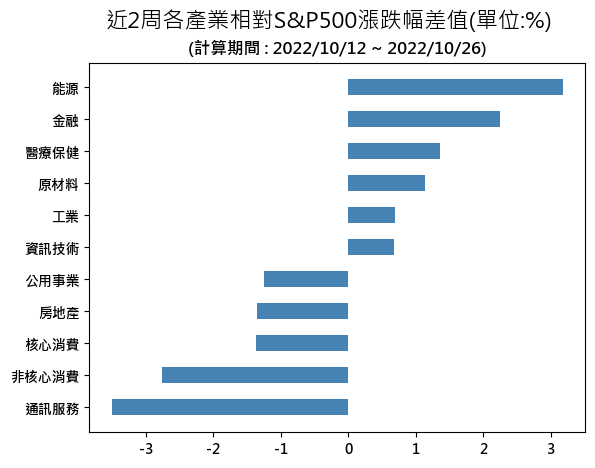 近2周各產業相對S&P500漲跌幅差值(單位:%)
(計算期間 : 2022/10/12 ~ 2022/10/26)
能源
金融
醫療保健
原材料
工業
資訊技術
公用事業
房地產
核心消費
非核心消費
通訊服務
-3 -2 -1 0 1 2 3